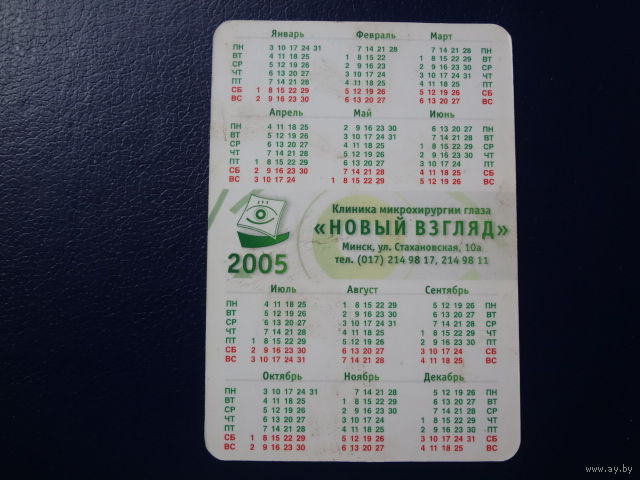 Январь Февраль Март
ПН 3 10 17 24 31 7 14 21 28 7 14 21 28 ПН
ВТ 4 11 18 25 1 8 15 22 1 8 15 22 29 ВТ
СР 5 12 19 26 2 9 16 23 2 9 16 23 30 СР
ЧТ 6 13 20 27 3 10 17 24 3 10 17 24 31 ЧТ
ПТ 7 14 21 28 4 11 18 25 4 11 18 25 ПТ
СБ 1 8 15 22 29 5 12 19 26 5 12 19 26 СБ
ВС 2 9 16 23 30 6 13 20 27 6 13 20 27 ВС
Апрель Май Июнь
ПН 4 11 18 25 2 9 16 23 30 6 13 20 27 ПН
ВТ 5 12 19 26 3 10 17 24 31 7 14 21 28 ВТ
СР 6 13 20 27 4 11 18 25 1 8 15 22 29 СР
ЧТ 7 14 21 28 5 12 19 26 2 9 16 23 30 ЧТ
ПТ 1 8 15 22 29 6 13 20 27 3 10 17 24 ПТ
СБ 2 9 16 23 30 7 14 21 28 4 11 18 25 СБ
ВС 3 10 17 24 1 8 15 22 29 5 12 19 26 ВС
Клиника микрохирургии глаза
«НОВЫЙ ВЗГЛЯД»
Минск, ул. Стахановская, 10а
тел. (017) 214 98 17, 214 98 11
2005
Июль Август Сентябрь
ПН 4 11 18 25 1 8 15 22 29 5 12 19 26 ПН
ВТ 5 12 19 26 2 9 16 23 30 6 13 20 27 ВТ
СР 6 13 20 27 3 10 17 24 31 7 14 21 28 СР
ЧТ 7 14 21 28 4 11 18 25 1 8 15 22 29 ЧТ
ПТ 1 8 15 22 29 5 12 19 26 2 9 16 23 30 ПТ
СБ 2 9 16 23 30 6 13 20 27 3 10 17 24 СБ
ВС 3 10 17 24 31 7 14 21 28 4 11 18 25 ВС
Октябрь Ноябрь Декабрь
ПН 3 10 17 24 31 7 14 21 28 5 12 19 26 ПН
ВТ 4 11 18 25 1 8 15 22 29 6 13 20 27 ВТ
СР 5 12 19 26 2 9 16 23 30 7 14 21 28 СР
ЧТ 6 13 20 27 3 10 17 24 1 8 15 22 29 ЧТ
ПТ 7 14 21 28 4 11 18 25 2 9 16 23 30 ПТ
СБ 1 8 15 22 29 5 12 19 26 3 10 17 24 31 СБ
ВС 2 9 16 23 30 6 13 20 27 4 11 18 25 ВС
www.ay.by